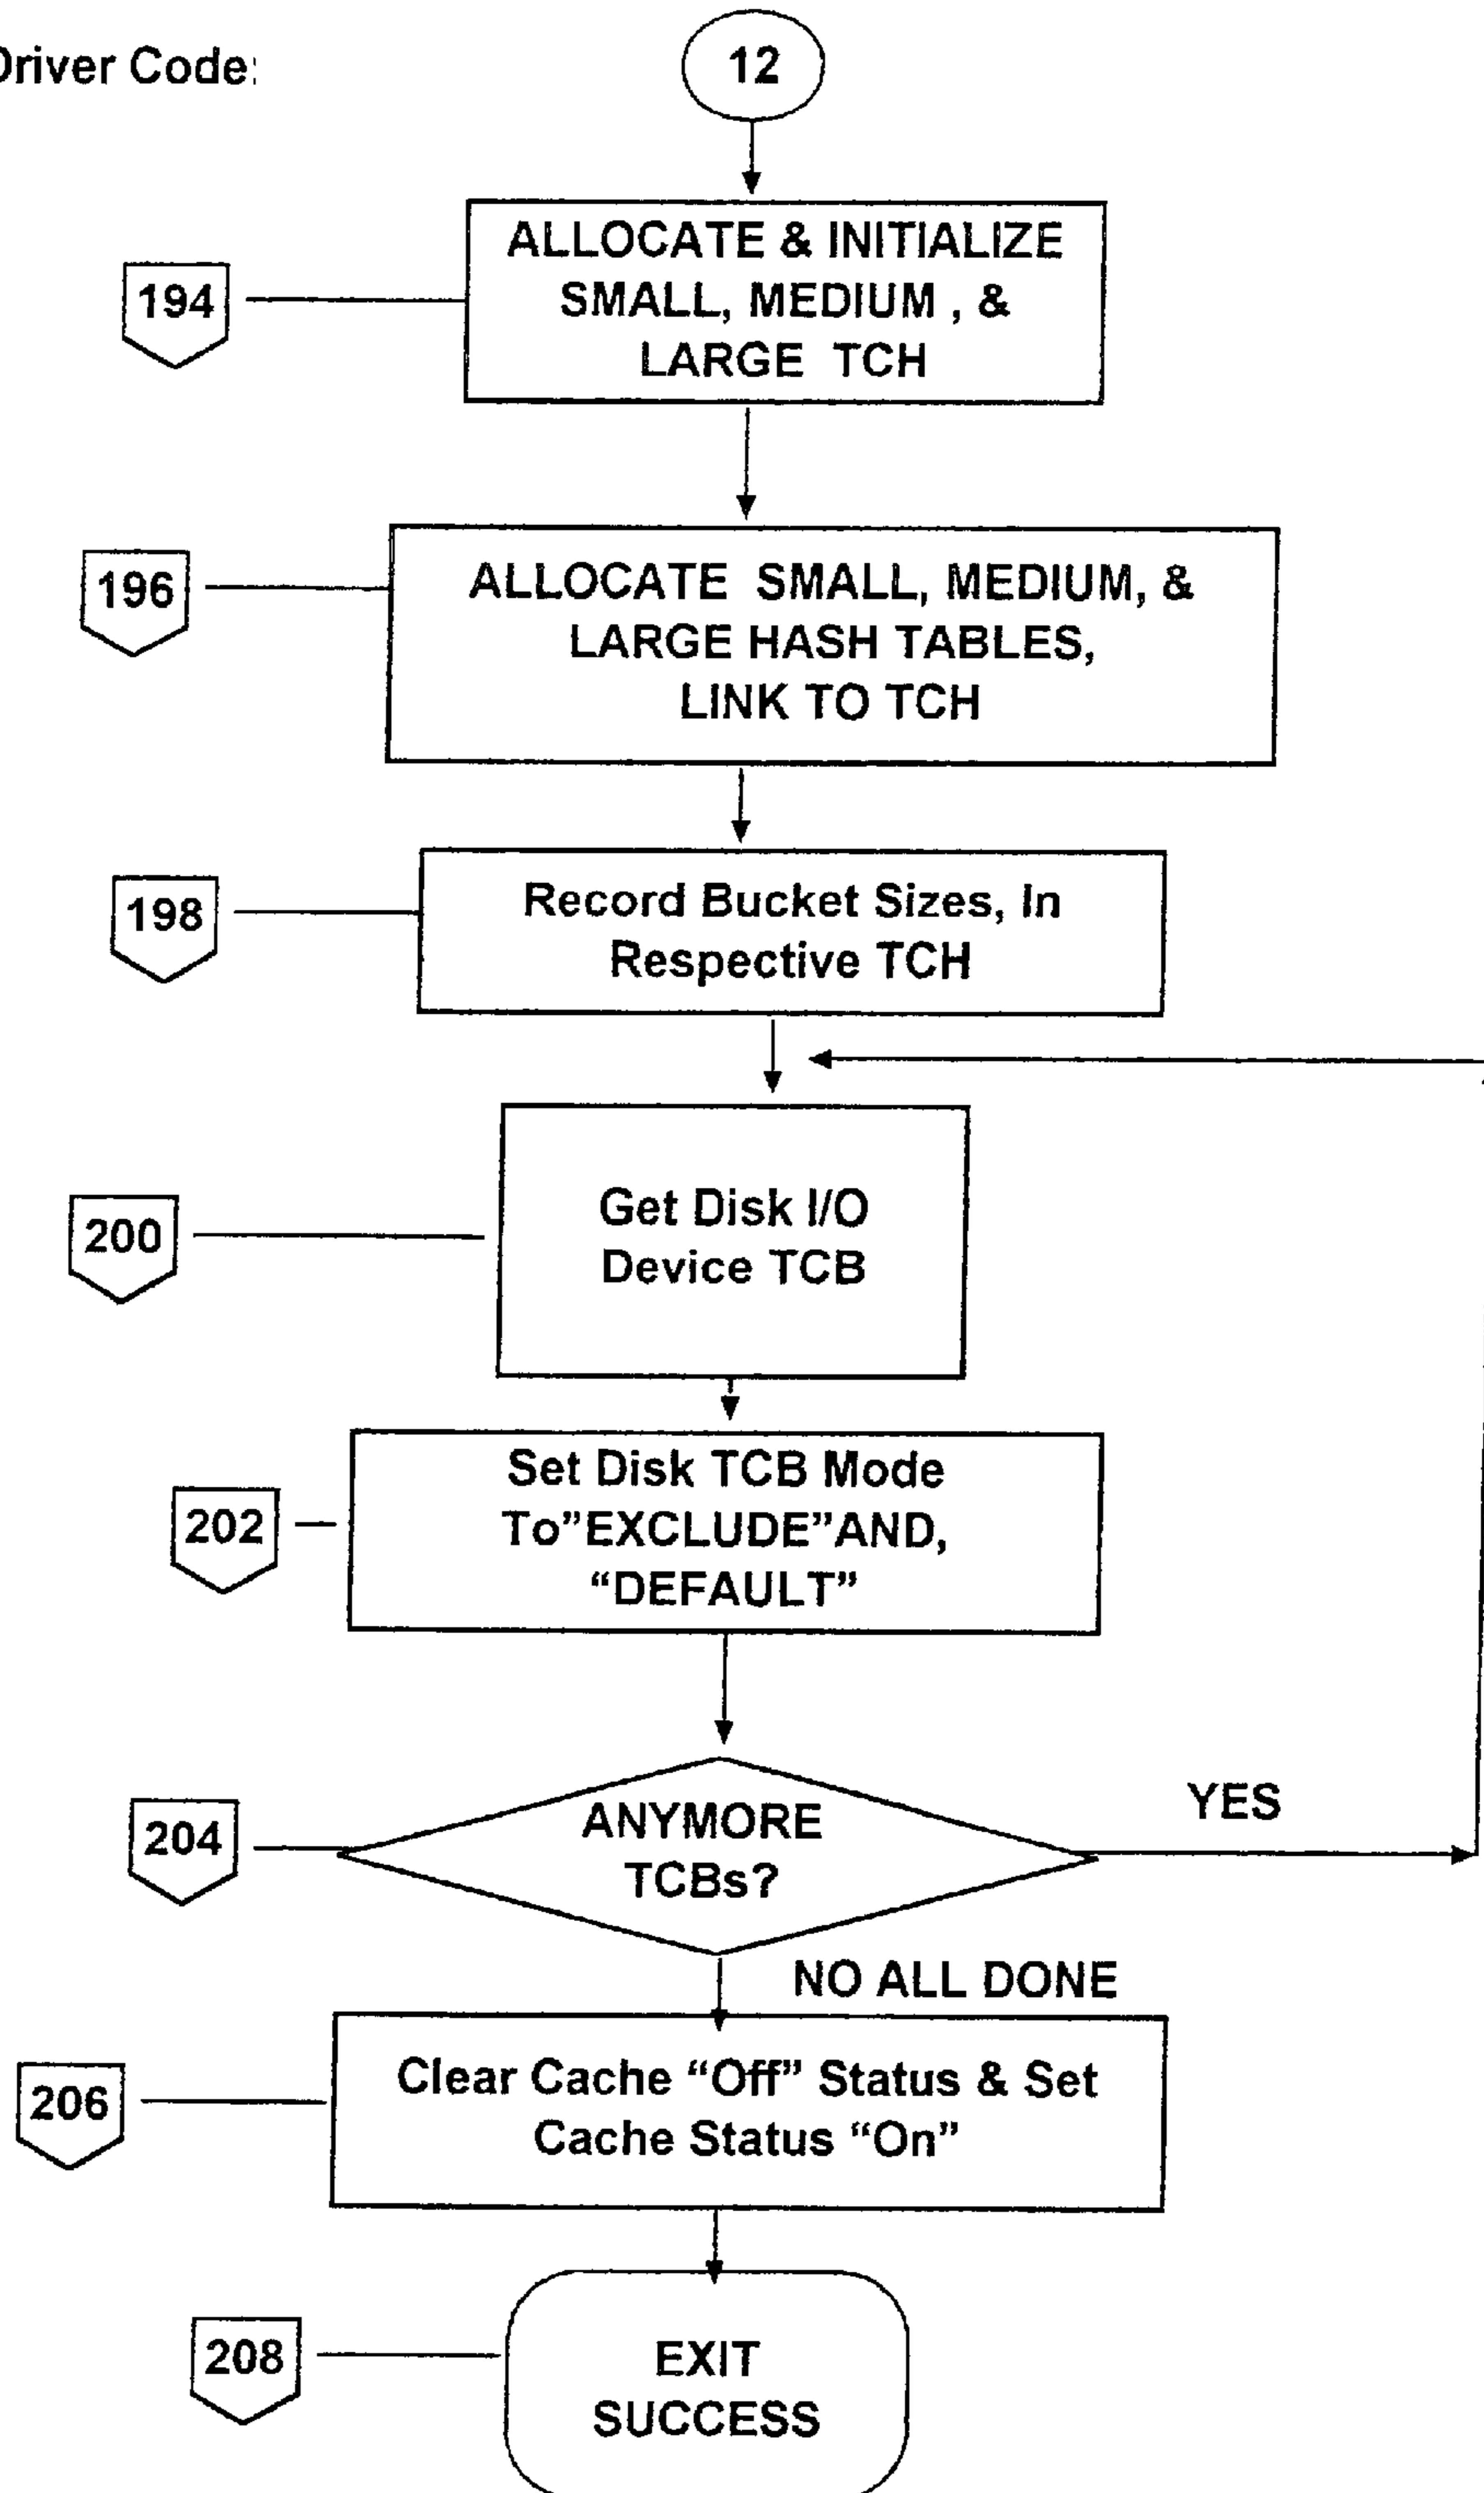 Driver Code:
12
194
ALLOCATE & INITIALIZE
SMALL, MEDIUM , &
LARGE TCH
196
ALLOCATE SMALL, MEDIUM, &
LARGE HASH TABLES,
LINK TO TCH
198
Record Bucket Sizes, In
Respective TCH
200
Get Disk I/O
Device TCB
202
Set Disk TCB Mode
To”EXCLUDE”AND,
“DEFAULT”
204
ANYMORE
TCBs?
YES
NO ALL DONE
206
Clear Cache “Off” Status & Set
Cache Status “On”
208
EXIT
SUCCESS